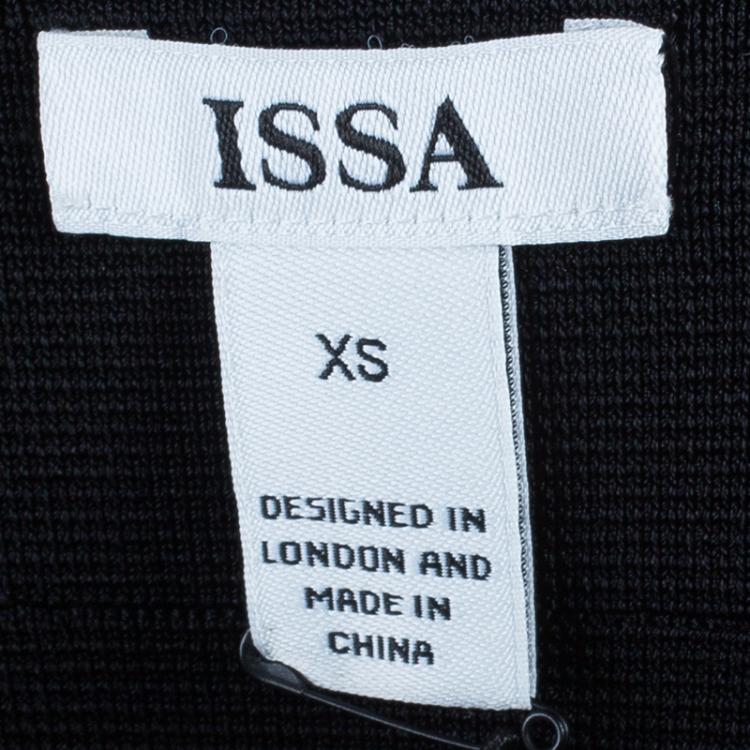 ISSA
XS
DESIGNED IN
LONDON AND
MADE IN
CHINA